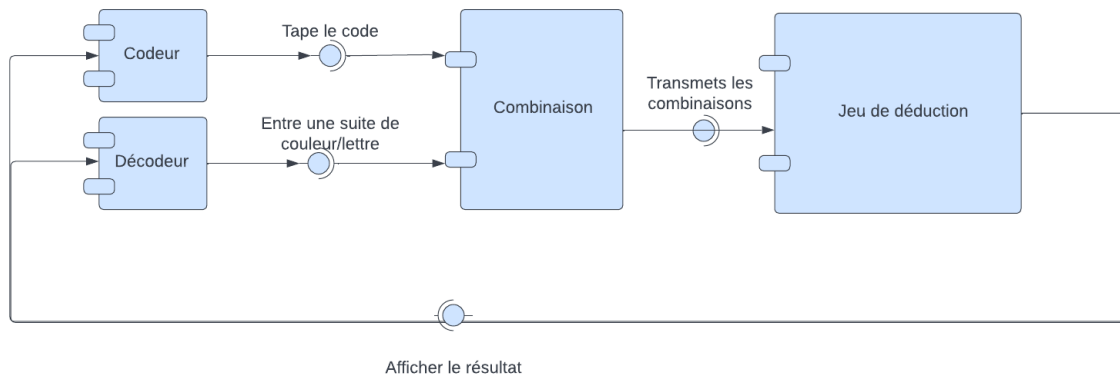 Codeur
Tape le code
Décodeur
Entre une suite de
couleur/lettre
Combinaison
Transmets les
combinaisons
Jeu de déduction
Afficher le résultat